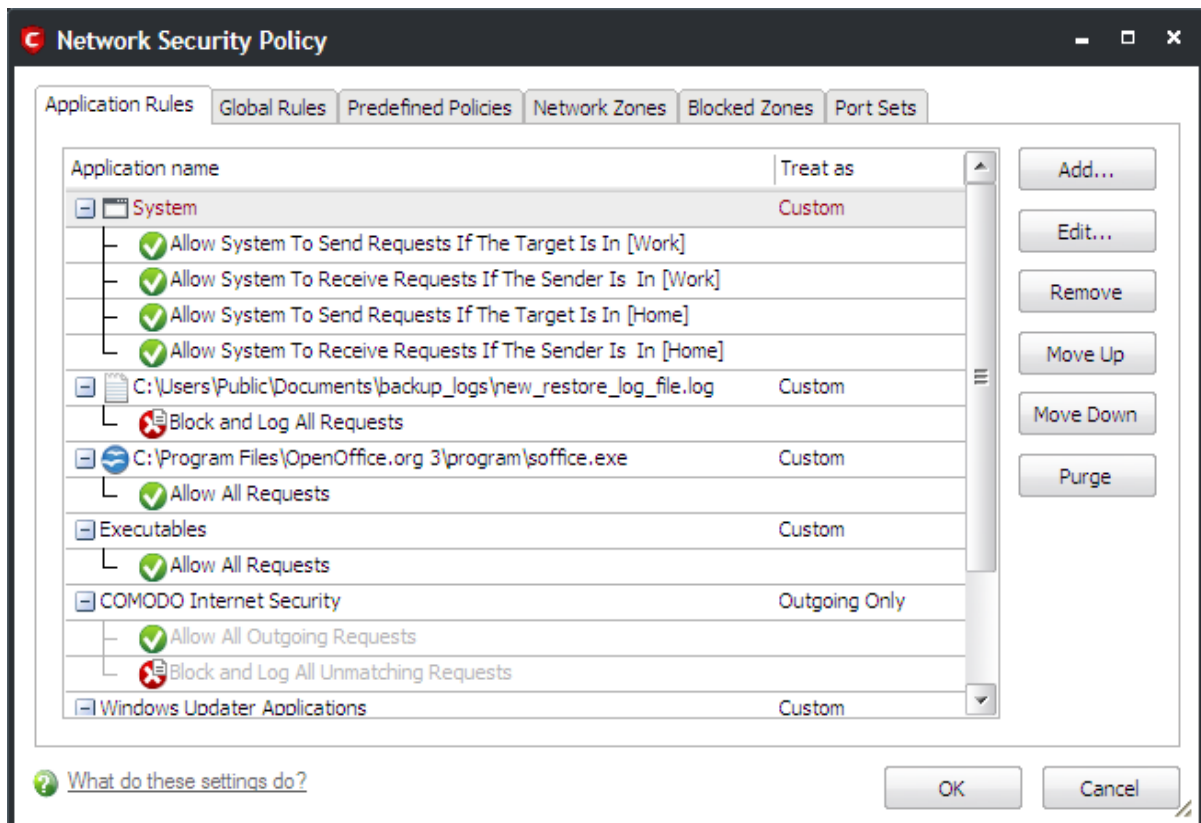 Network Security Policy
Application Rules Global Rules Predefined Policies Network Zones Blocked Zones Port Sets
Application name Treat as
System Custom
Allow System To Send Requests If The Target Is In [Work]
Allow System To Receive Requests If The Sender Is In [Work]
Allow System To Send Requests If The Target Is In [Home]
Allow System To Receive Requests If The Sender Is In [Home]
C:\Users\Public\Documents\backup_logs\new_restore_log_file.log Custom
Block and Log All Requests
C:\Program Files\OpenOffice.org 3\program\soffice.exe Custom
Allow All Requests
Executables Custom
Allow All Requests
COMODO Internet Security Outgoing Only
Allow All Outgoing Requests
Block and Log All Unmatching Requests
Windows Updater Applications Custom
Add...
Edit...
Remove
Move Up
Move Down
Purge
What do these settings do?
OK Cancel